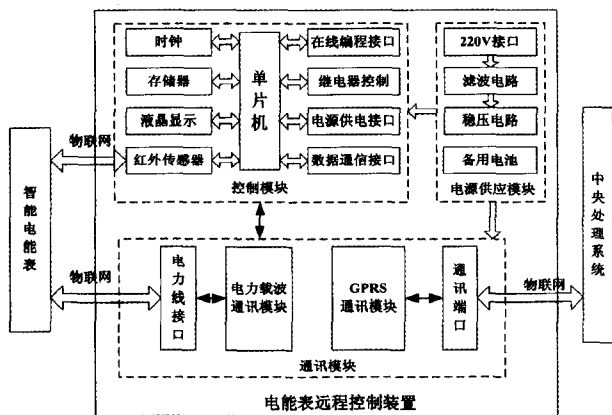 时钟
存储器
液晶显示
红外传感器
单片机
在线编程接口
继电器控制
电源供电接口
数据通信接口
控制模块
220V接口
滤波电路
稳压电路
备用电池
电源供应模块
物联网
智能电能表
物联网
电力线接口
电力载波
通讯模块
GPRS
通讯模块
通讯端口
通讯模块
物联网
中央处理系统
电能表远程控制装置